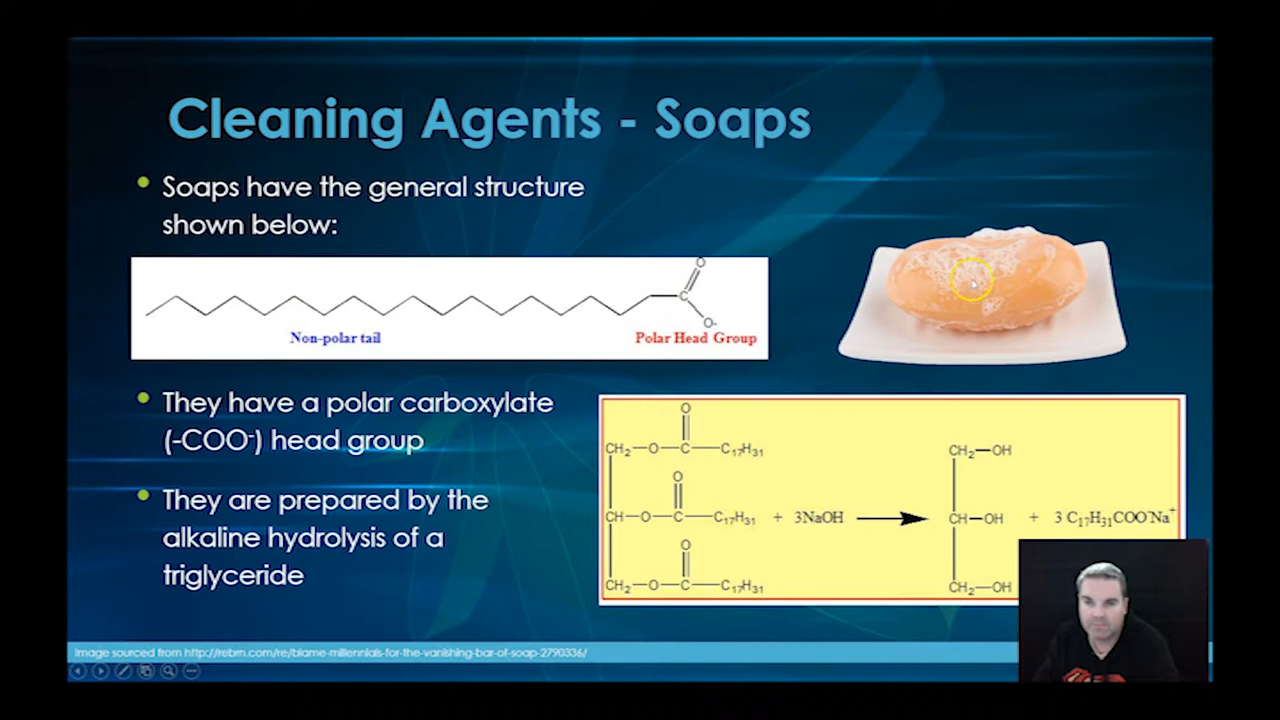 Cleaning Agents - Soaps
Soaps have the general structure
shown below:
O
C
O-
Non-polar tail
Polar Head Group
They have a polar carboxylate
(-COO-) head group
They are prepared by the
alkaline hydrolysis of a
triglyceride
O
CH2—O—C—C17H31
O
CH—O—C—C17H31 + 3NaOH
O
CH2—O—C—C17H31
CH2—OH
CH—OH + 3 C17H31COO-Na+
CH2—OH
Image sourced from http://rebrn.com/re/blame-millennials-for-the-vanishing-bar-of-soap-2790336/